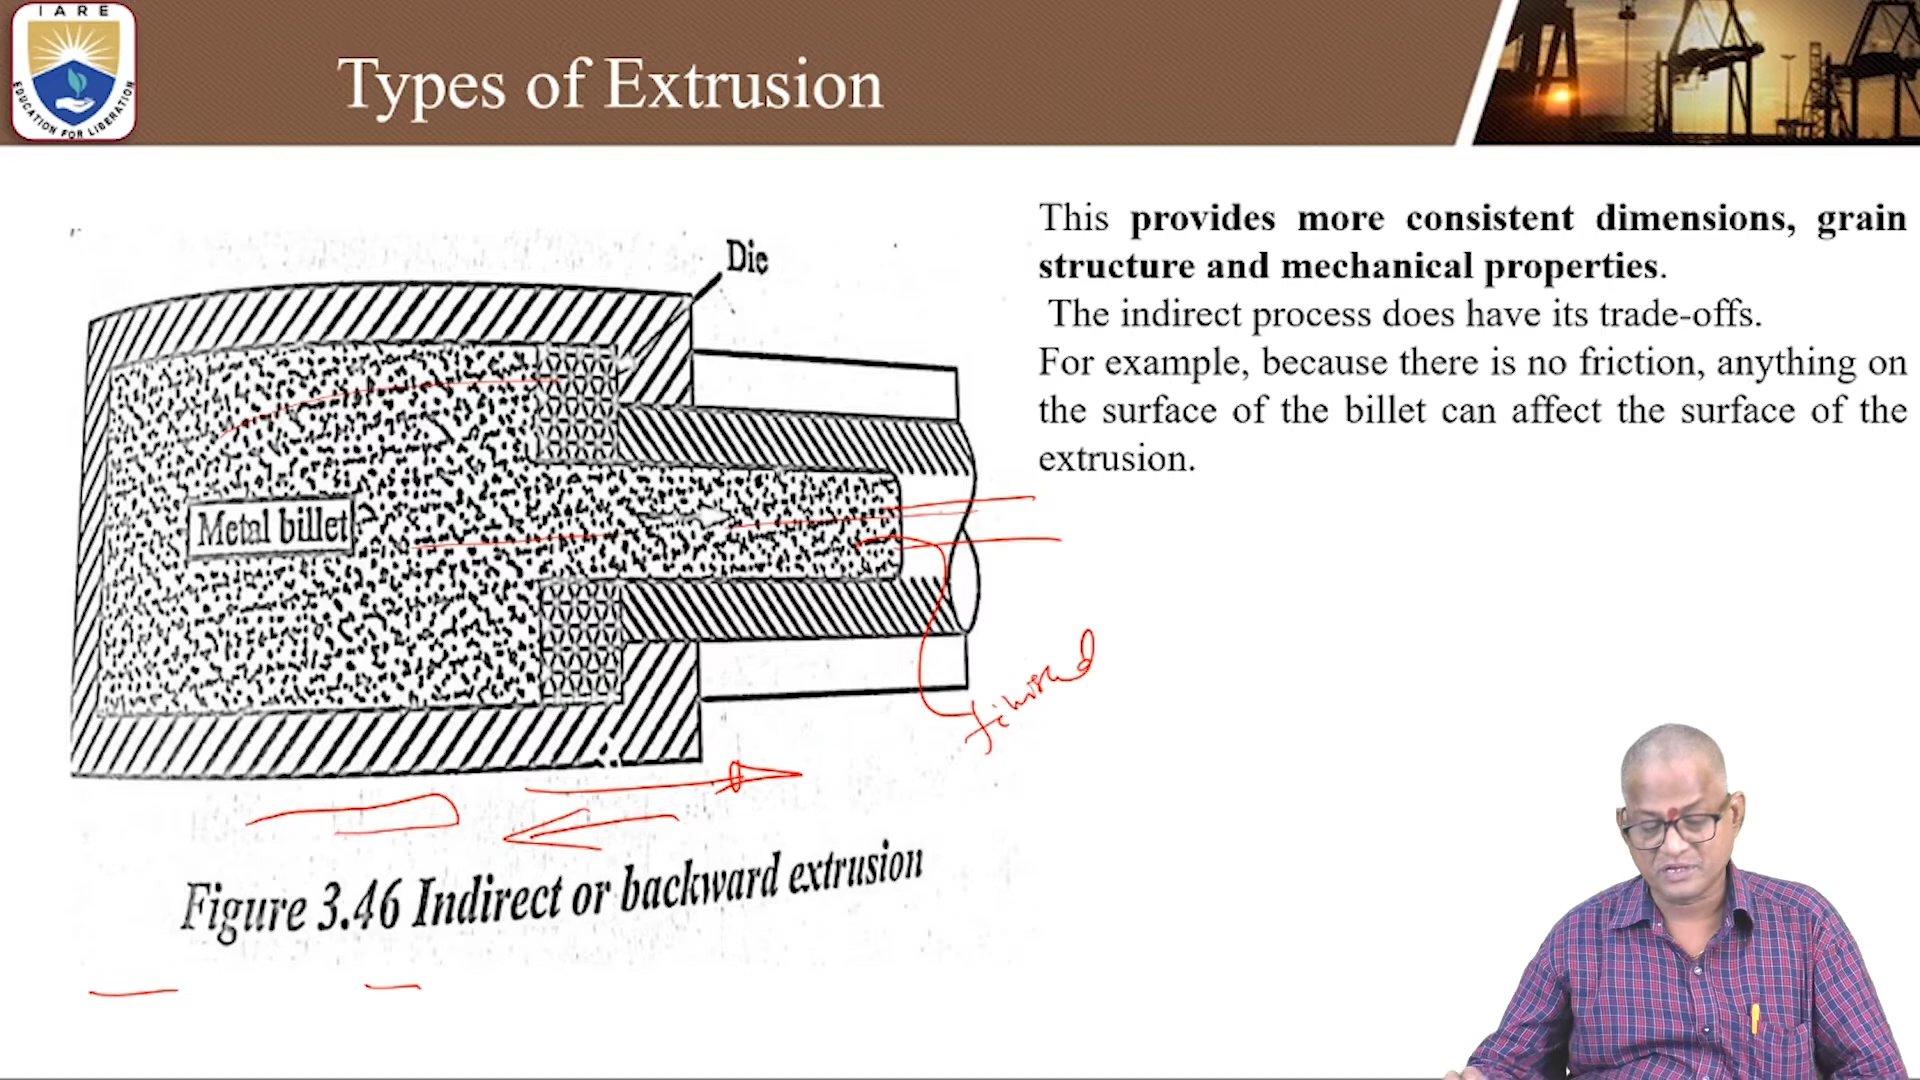 IARE
EDUCATION FOR LIBERATION
Types of Extrusion
This provides more consistent dimensions, grain
structure and mechanical properties.
The indirect process does have its trade-offs.
For example, because there is no friction, anything on
the surface of the billet can affect the surface of the
extrusion.
Die
Metal billet
finished
Figure 3.46 Indirect or backward extrusion